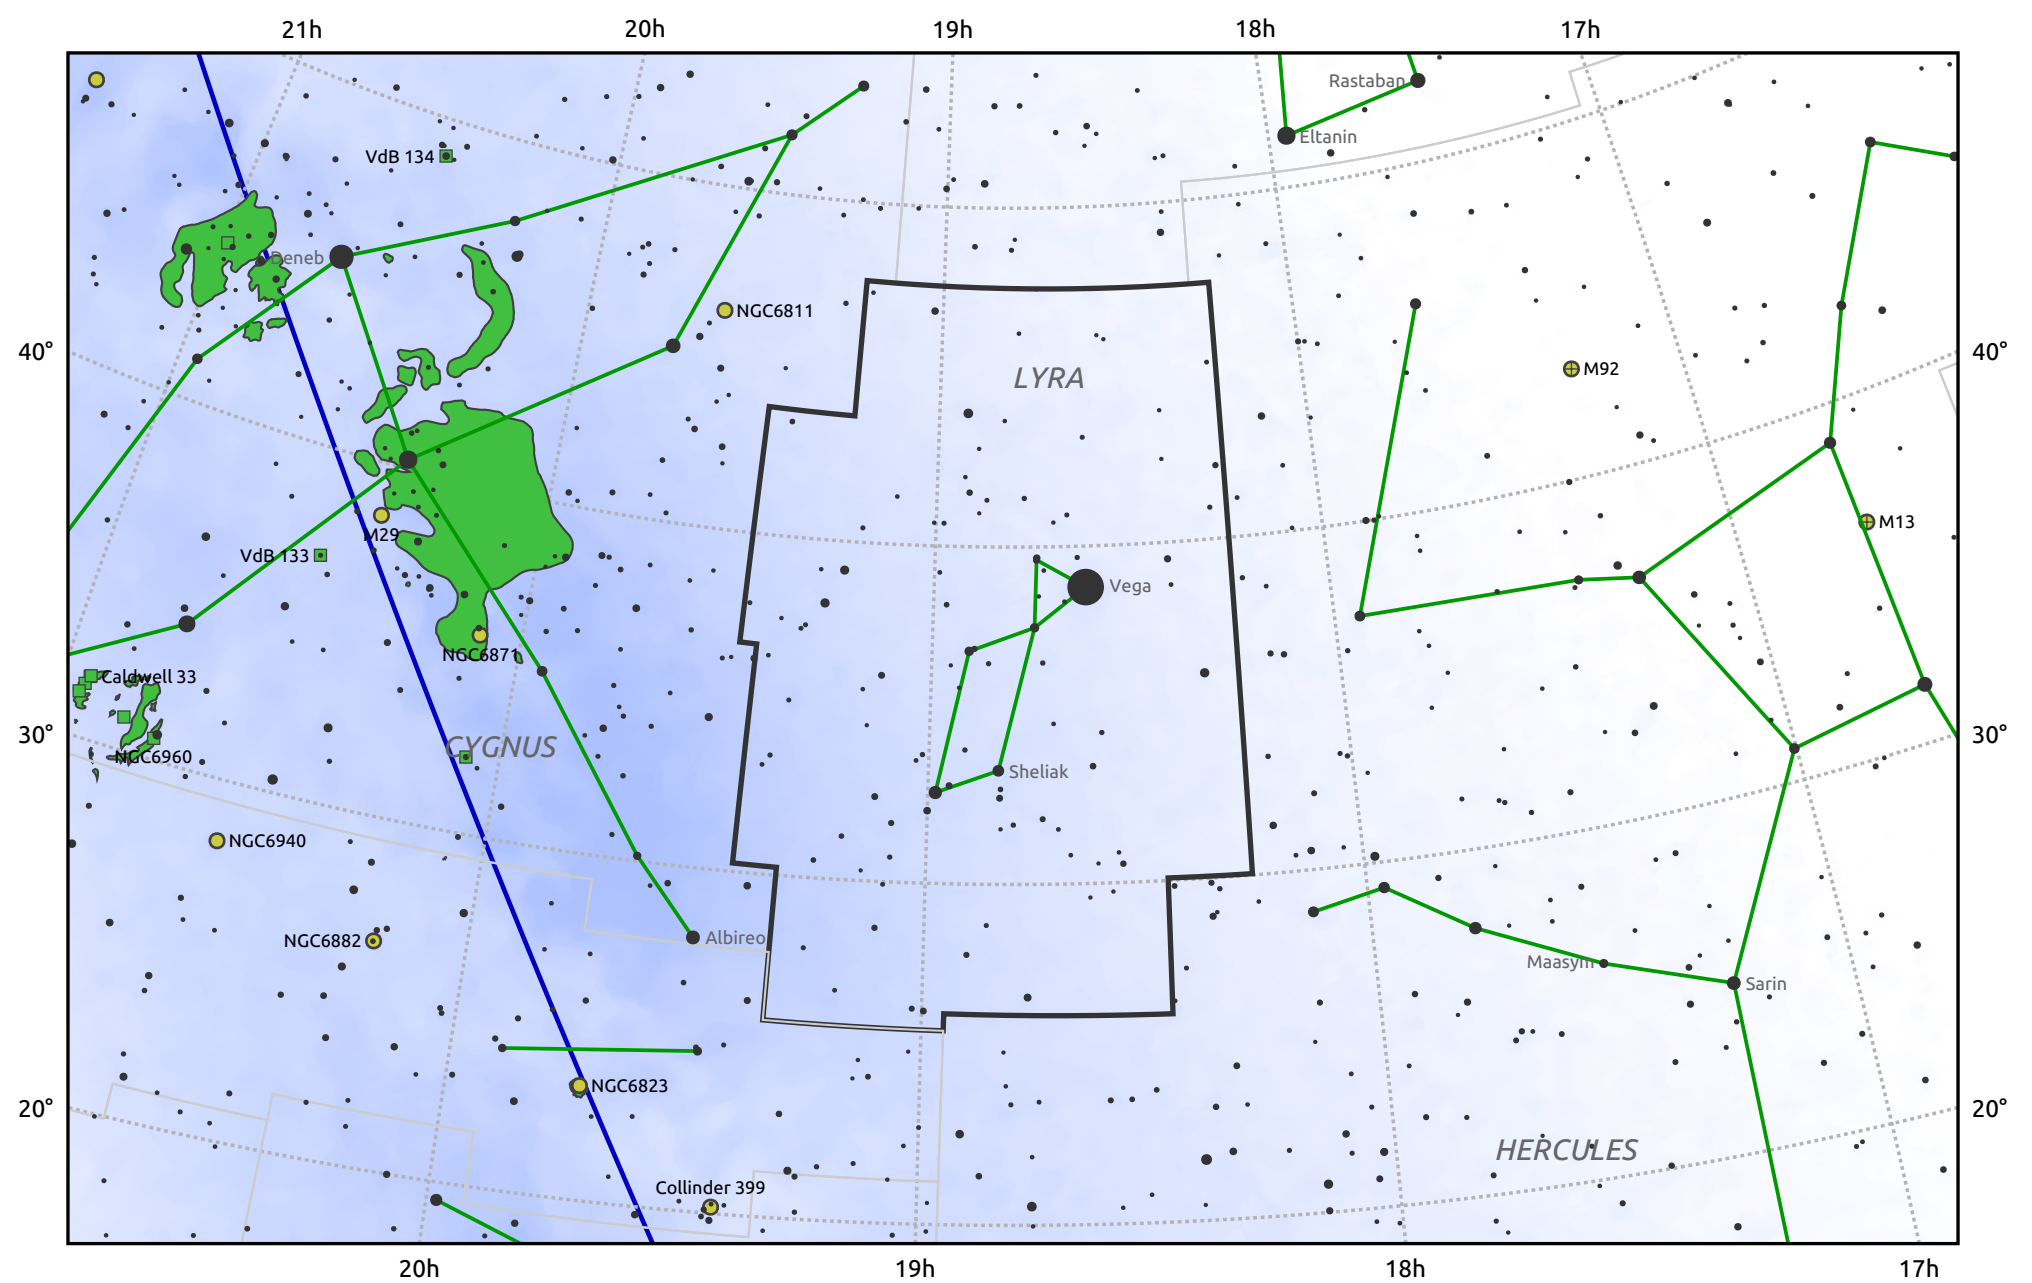 21h
20h
19h
18h
17h
Rastaban
Eltanin
VdB 134
Deneb
NGC6811
40°
40°
M92
LYRA
M13
M29
VdB 133
Vega
NGC6871
Caldwell 33
30°
30°
CYGNUS
NGC6960
Sheliak
NGC6940
NGC6882
Albireo
Maasym
Sarin
NGC6823
20°
20°
HERCULES
Collinder 399
20h
19h
18h
17h